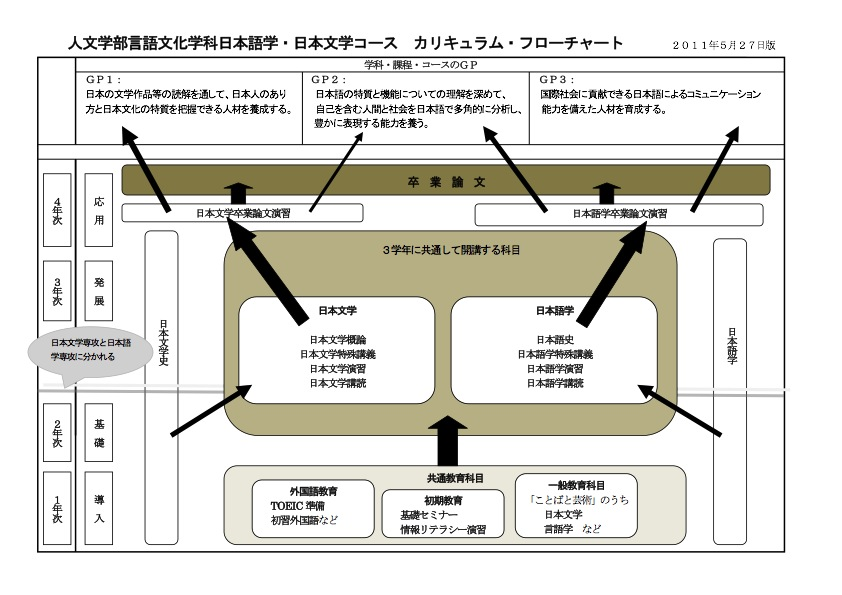 人文学部言語文化学科日本語学・日本文学コース　カリキュラム・フローチャート
２０１１年５月２７日版
学科・課程・コースのＧＰ
ＧＰ１：
日本の文学作品等の読解を通して、日本人のあり
方と日本文化の特質を把握できる人材を養成する。
ＧＰ２：
日本語の特質と機能についての理解を深めて、
自己を含む人間と社会を日本語で多角的に分析し、
豊かに表現する能力を養う。
ＧＰ３：
国際社会に貢献できる日本語によるコミュニケーション
能力を備えた人材を育成する。
卒　業　論　文
４年次
応用
日本文学卒業論文演習
日本語学卒業論文演習
３学年に共通して開講する科目
３年次
発展
日本文学
日本文学概論
日本文学特殊講義
日本文学演習
日本文学講読
日本語学
日本語史
日本語学特殊講義
日本語学演習
日本語学講読
日本文学史
日本語学
日本文学専攻と日本語
学専攻に分かれる
２年次
基礎
１年次
導入
共通教育科目
外国語教育
TOEIC 準備
初習外国語など
初期教育
基礎セミナー
情報リテラシー演習
一般教育科目
「ことばと芸術」のうち
日本文学
言語学　など